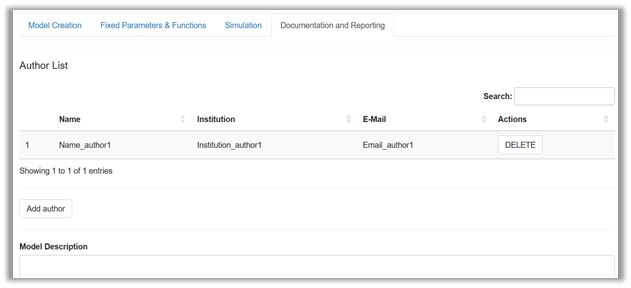 Model Creation Fixed Parameters & Functions Simulation Documentation and Reporting
Author List
Search:
Name Institution E-Mail Actions
1 Name_author1 Institution_author1 Email_author1 DELETE
Showing 1 to 1 of 1 entries
Add author
Model Description